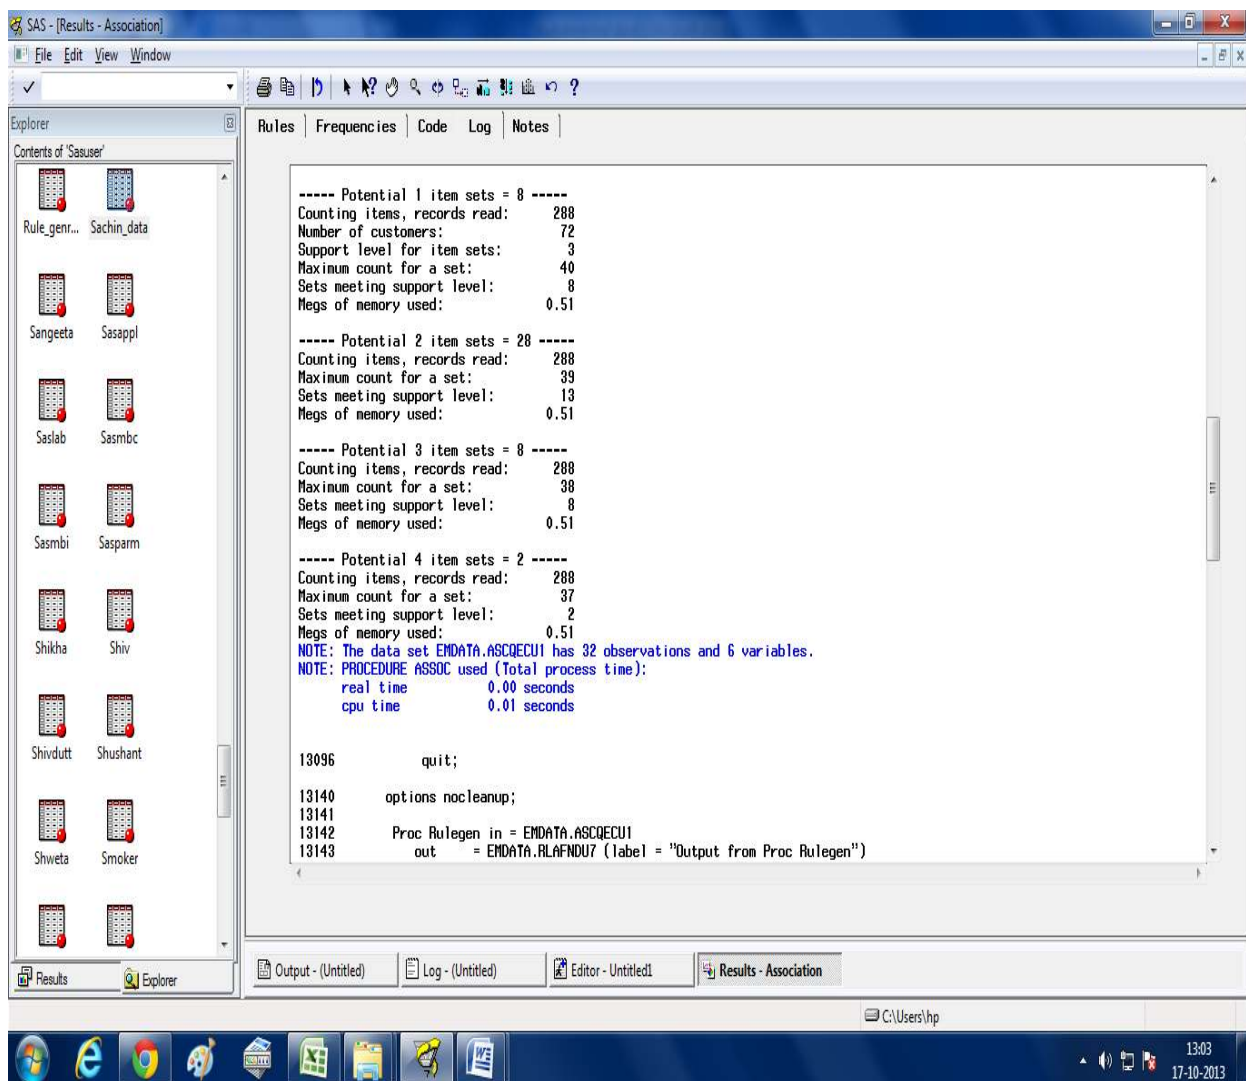 SAS - [Results - Association]
File Edit View Window
Explorer
Contents of 'Sasuser'
Rule_genr... Sachin_data
Sangeeta Sasappl
Saslab Sasmbc
Sasmbi Sasparm
Shikha Shiv
Shivdutt Shushant
Shweta Smoker
Results Explorer
Rules Frequencies Code Log Notes
----- Potential 1 item sets = 8 -----
Counting items, records read: 288
Number of customers: 72
Support level for item sets: 3
Maximum count for a set: 40
Sets meeting support level: 8
Megs of memory used: 0.51
----- Potential 2 item sets = 28 -----
Counting items, records read: 288
Maximum count for a set: 39
Sets meeting support level: 13
Megs of memory used: 0.51
----- Potential 3 item sets = 8 -----
Counting items, records read: 288
Maximum count for a set: 38
Sets meeting support level: 8
Megs of memory used: 0.51
----- Potential 4 item sets = 2 -----
Counting items, records read: 288
Maximum count for a set: 37
Sets meeting support level: 2
Megs of memory used: 0.51
NOTE: The data set EMDATA.ASCQECU1 has 32 observations and 6 variables.
NOTE: PROCEDURE ASSOC used (Total process time):
real time 0.00 seconds
cpu time 0.01 seconds
13096 quit;
13140 options nocleanup;
13141
13142 Proc Rulegen in = EMDATA.ASCQECU1
13143 out = EMDATA.RLAFNDU7 (label = "Output from Proc Rulegen")
Output - (Untitled) Log - (Untitled) Editor - Untitled1 Results - Association
C:\Users\hp
13:03
17-10-2013